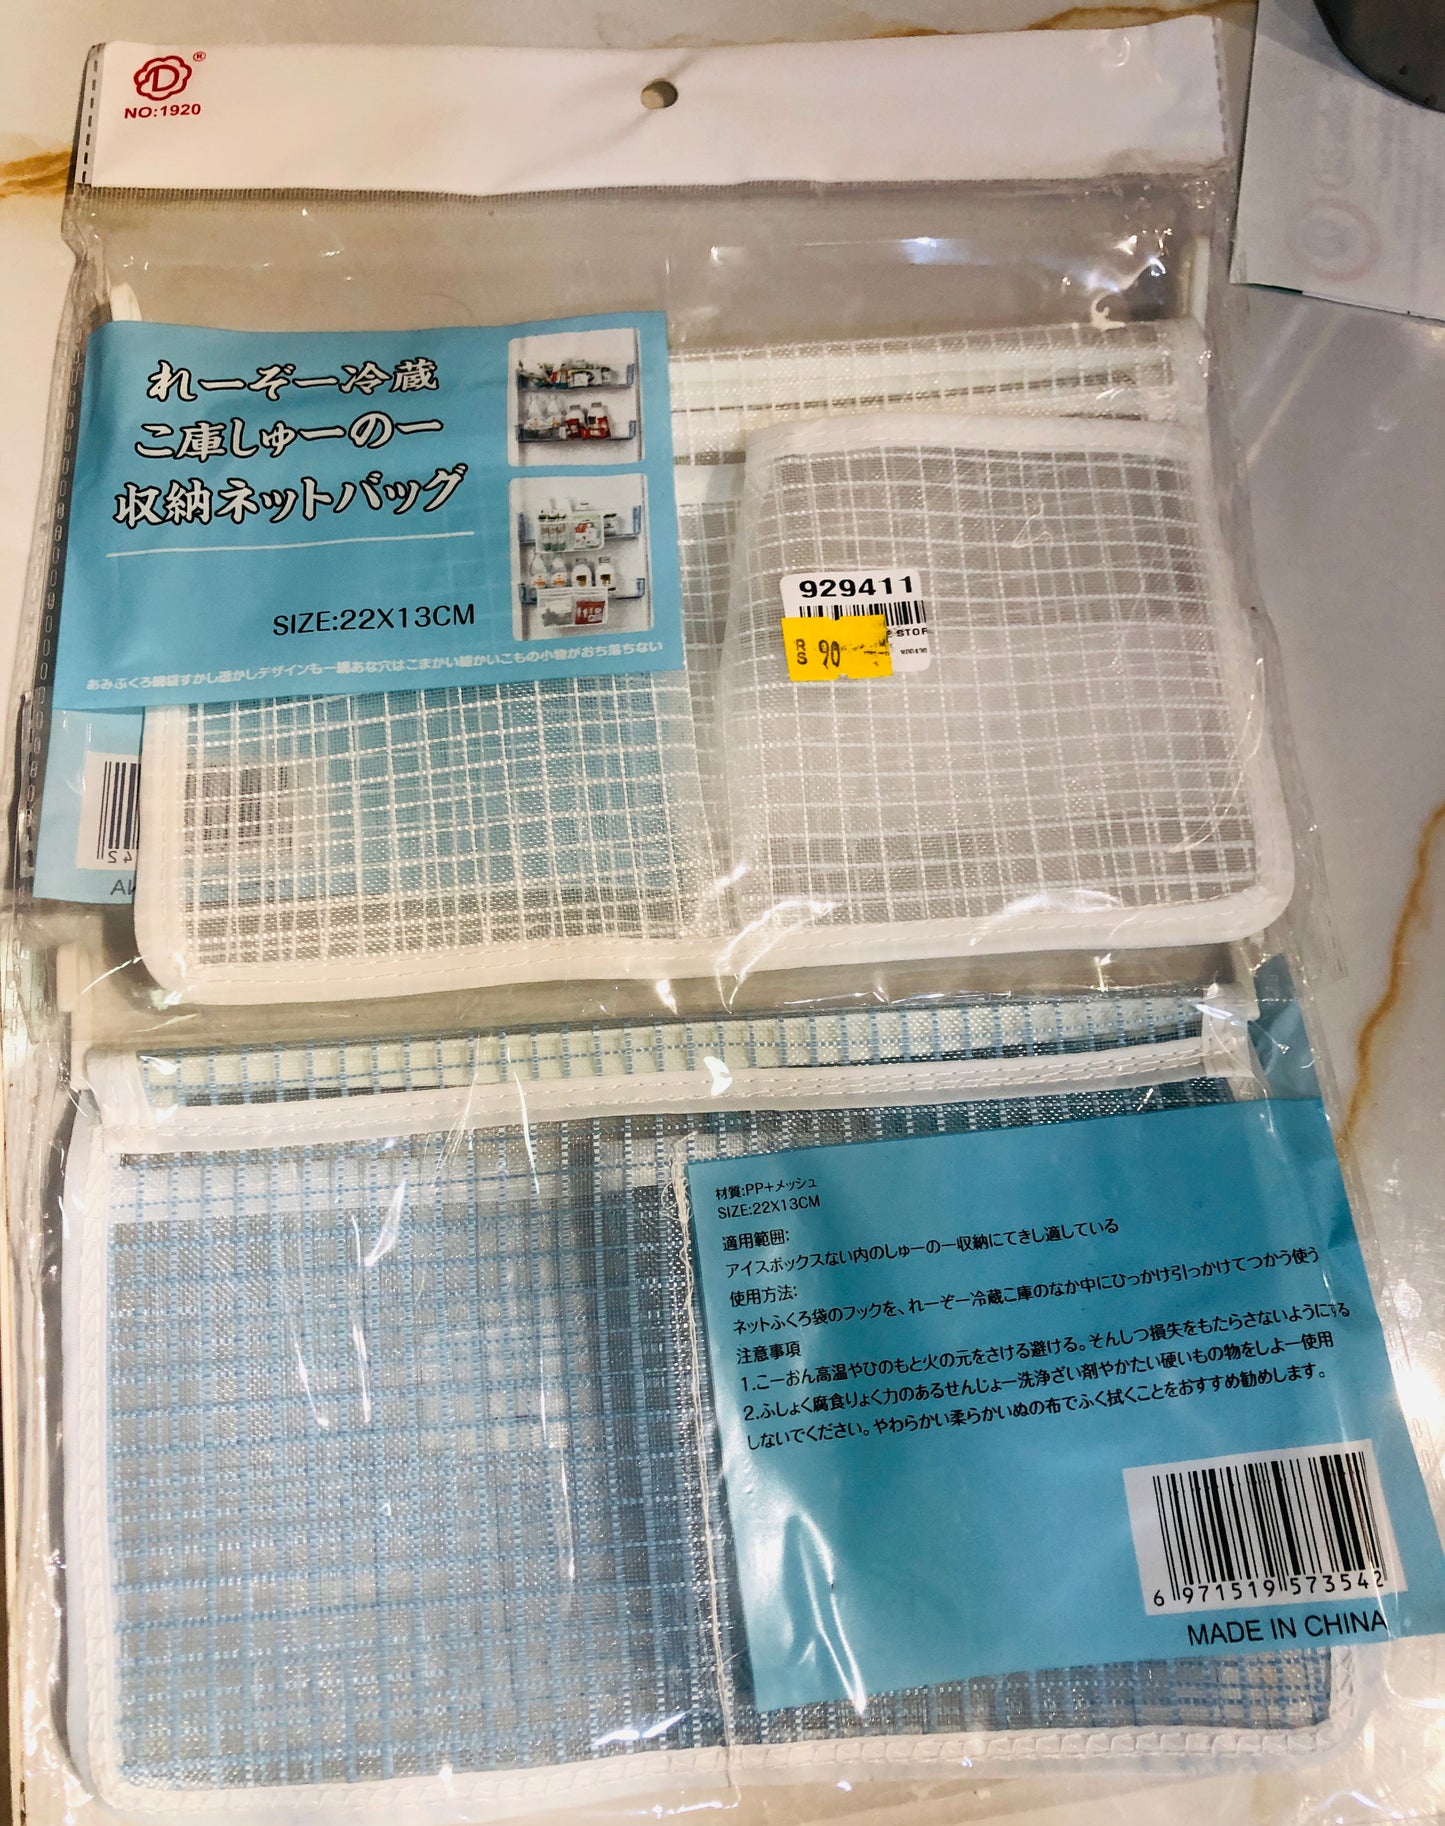 D®
NO:1920
れーぞー冷蔵
こ庫しゅーのー
収納ネットバッグ
SIZE:22X13CM
あみぶくろ網袋すかし透かしデザインも一網あな穴はこまかい細かいこもの小物がおち落ちない
929411
STOR
RS 90
材質:PP+メッシュ
SIZE:22X13CM
適用範囲:
アイスボックスない内のしゅーのー収納にてきし適している
使用方法:
ネットふくろ袋のフックを、れーぞー冷蔵こ庫のなか中にひっかけ引っかけてつかう使う
注意事項
1.こーおん高温やひのもと火の元をさける避ける。そんしつ損失をもたらさないようにする
2.ふしょく腐食りょく力のあるせんじょー洗浄ざい剤やかたい硬いもの物をしよー使用
しないでください。やわらかい柔らかいぬの布でふく拭くことをおすすめ勧めします。
6 971519 573542
MADE IN CHINA